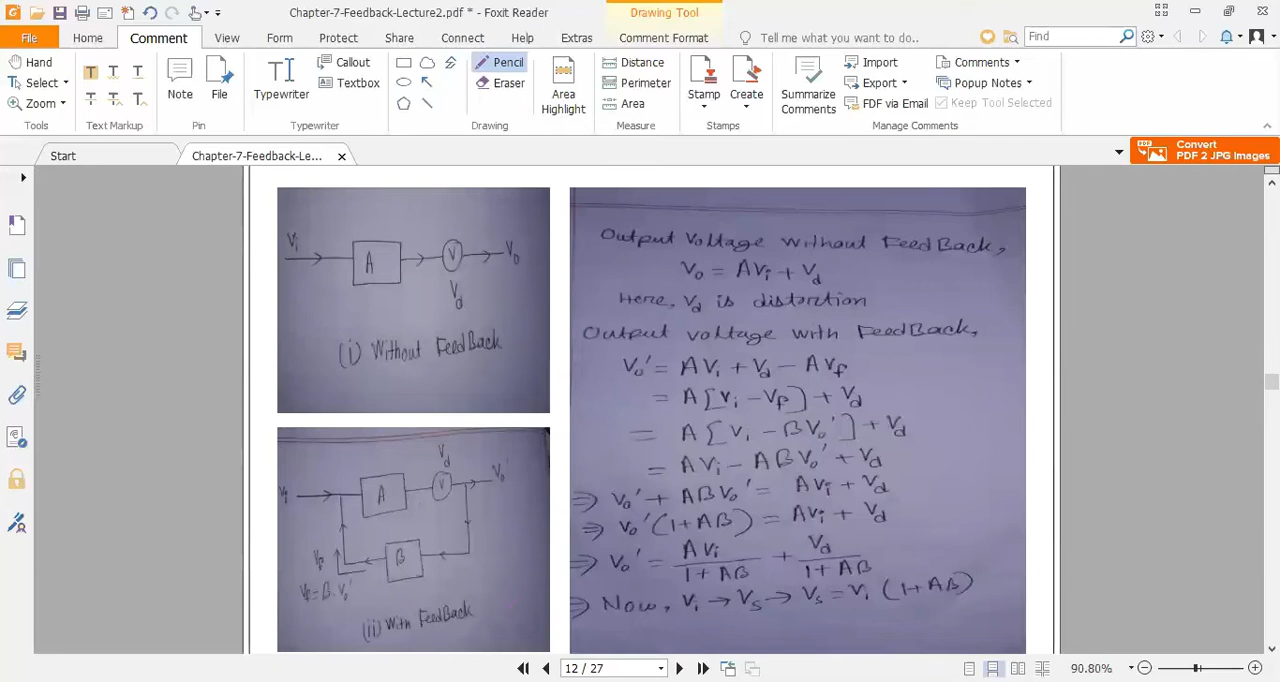 Chapter-7-Feedback-Lecture2.pdf * - Foxit Reader
Drawing Tool
File Home Comment View Form Protect Share Connect Help Extras Comment Format Tell me what you want to do... Find
Hand
Select
Zoom
Tools
Text Markup
Note
File
Pin
Typewriter
Callout
Textbox
Typewriter
Pencil
Eraser
Drawing
Area Highlight
Distance
Perimeter
Area
Measure
Stamp
Create
Stamps
Summarize Comments
Import
Export
FDF via Email
Comments
Popup Notes
Keep Tool Selected
Manage Comments
Start
Chapter-7-Feedback-Le...
PDF
Convert
PDF 2 JPG Images
Vi A V Vo
Vd
(i) Without FeedBack
Vd
Vi A V Vo'
Vf B
Vf = B. Vo'
(ii) With FeedBack
Output Voltage without FeedBack,
Vo = AVi + Vd
Here, Vd is distortion
Output voltage with FeedBack,
Vo' = AVi + Vd - AVf
= A[Vi - Vf] + Vd
= A[Vi - BVo'] + Vd
= AVi - ABVo' + Vd
⇒ Vo' + ABVo' = AVi + Vd
⇒ Vo' (1+AB) = AVi + Vd
⇒ Vo' = AVi / 1+AB + Vd / 1+AB
⇒ Now, Vi → Vs → Vs = Vi (1+AB)
12 / 27
90.80%